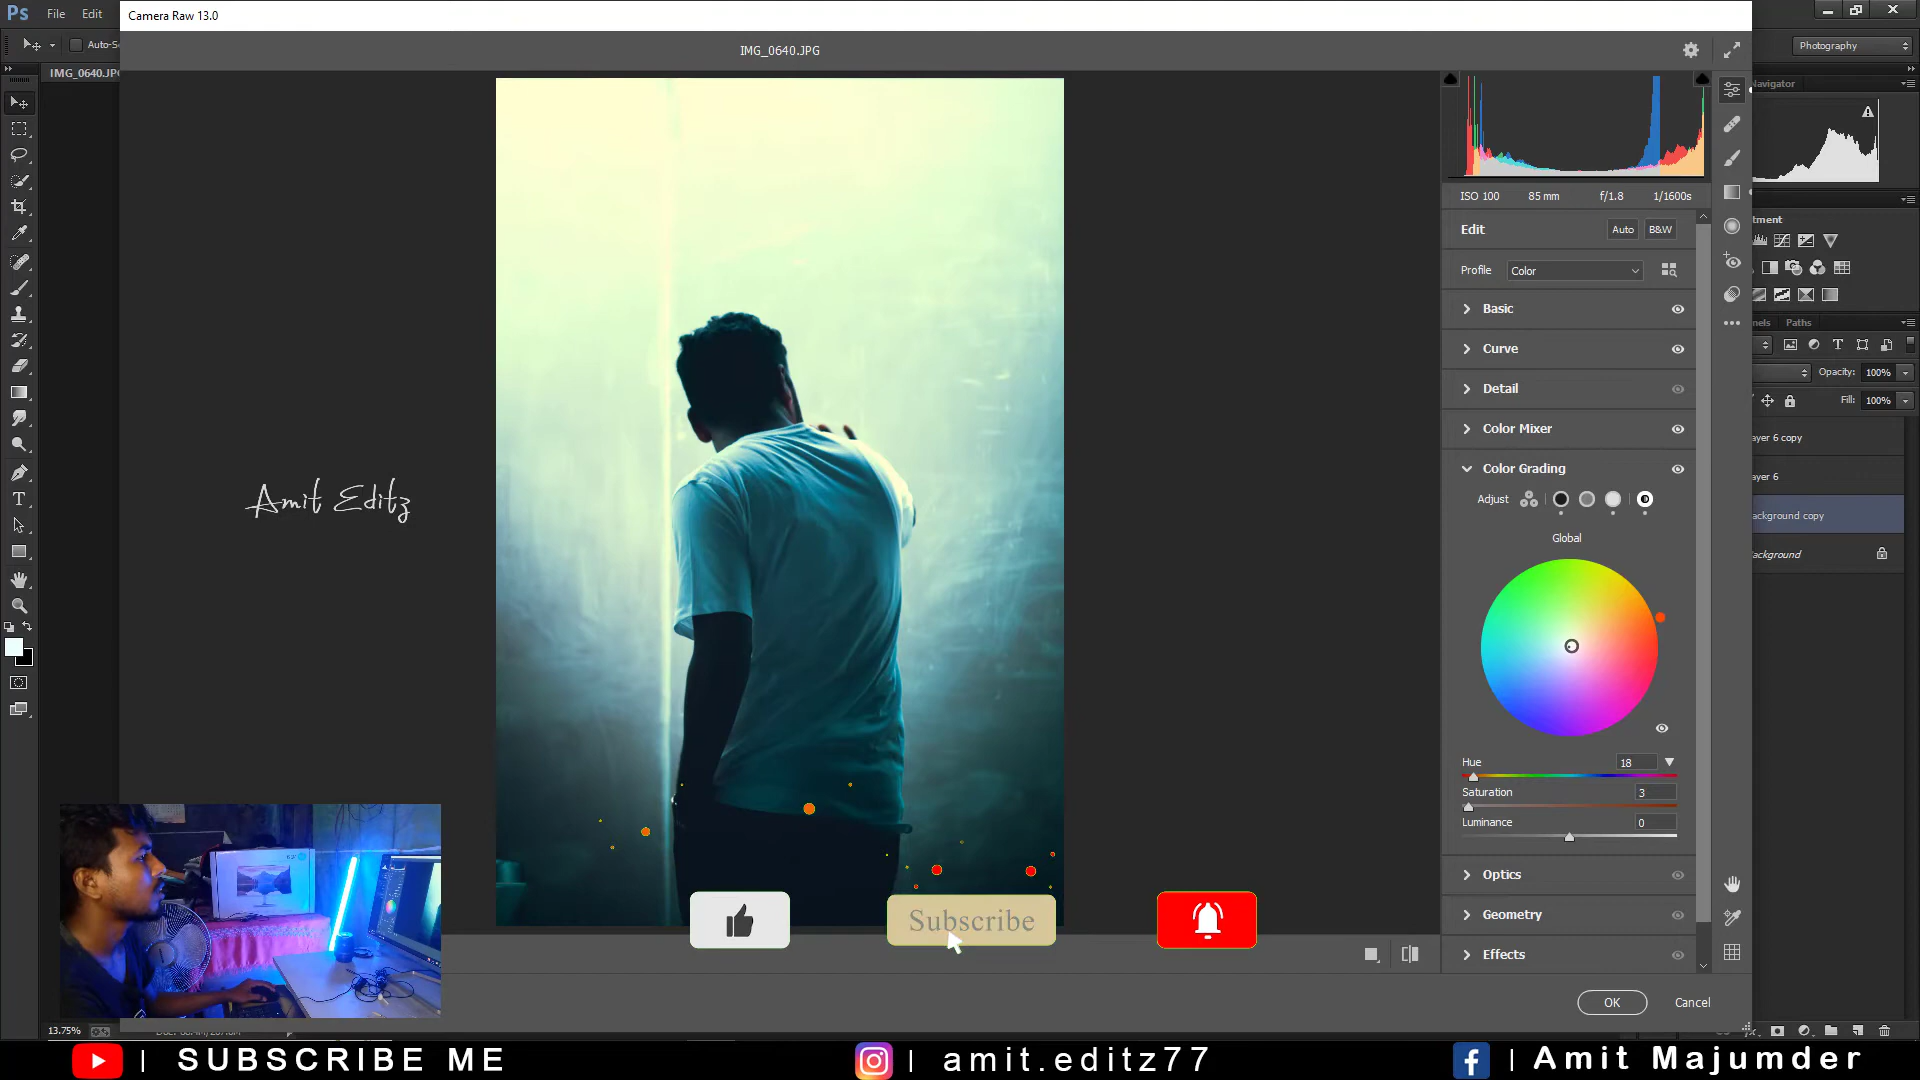 Ps File Edit
Camera Raw 13.0
Auto-S
Photography
IMG_0640.JPG
IMG_0640.JPG
Navigator
ISO 100 85 mm f/1.8 1/1600s
Edit Auto B&W
Profile Color
Basic
Curve
Detail
Color Mixer
Color Grading
Adjust
Global
Hue 18
Saturation 3
Luminance 0
Optics
Geometry
Effects
OK Cancel
tment
nels Paths
Opacity: 100%
Fill: 100%
ayer 6 copy
ayer 6
ackground copy
ackground
Amit Editz
Subscribe
13.75%
| SUBSCRIBE ME
| amit.editz77
| Amit Majumder